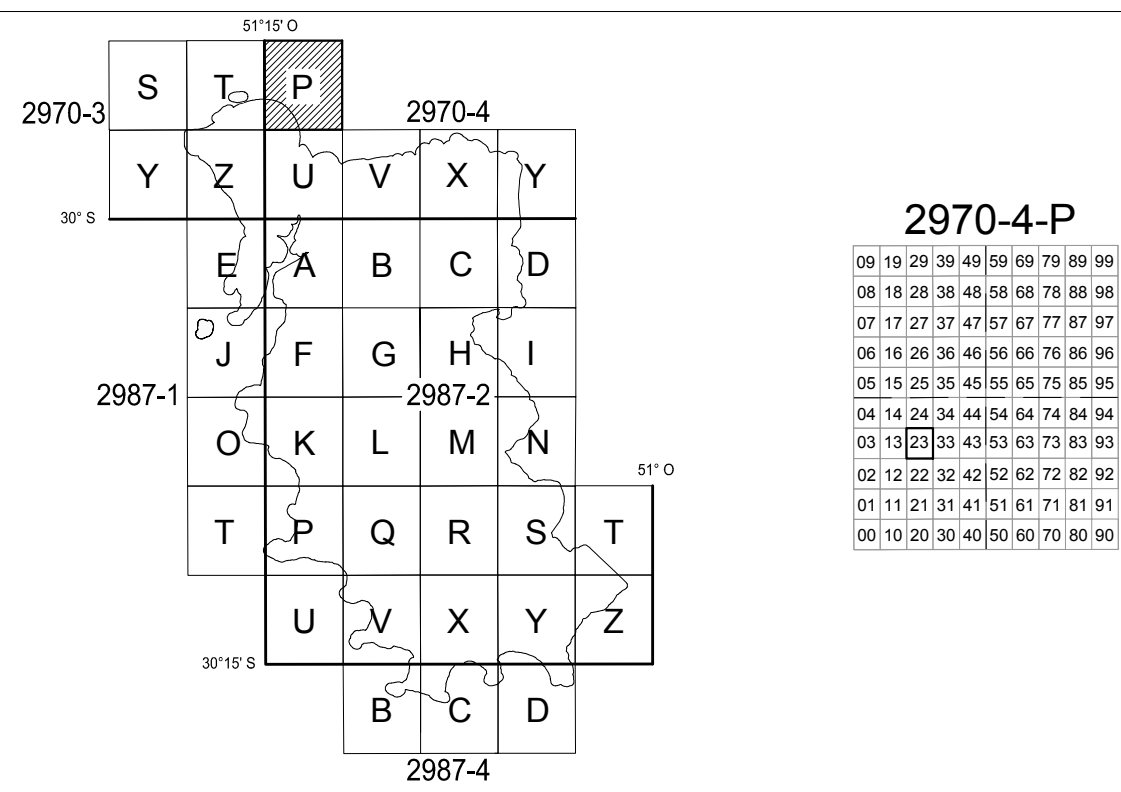 51°15' O
S T P
2970-3 2970-4
Y Z U V X Y
30° S
E A B C D
J F G H I
2987-1 2987-2
O K L M N
51° O
T P Q R S T
U V X Y Z
30°15' S
B C D
2987-4
2970-4-P
09 19 29 39 49 59 69 79 89 99
08 18 28 38 48 58 68 78 88 98
07 17 27 37 47 57 67 77 87 97
06 16 26 36 46 56 66 76 86 96
05 15 25 35 45 55 65 75 85 95
04 14 24 34 44 54 64 74 84 94
03 13 23 33 43 53 63 73 83 93
02 12 22 32 42 52 62 72 82 92
01 11 21 31 41 51 61 71 81 91
00 10 20 30 40 50 60 70 80 90